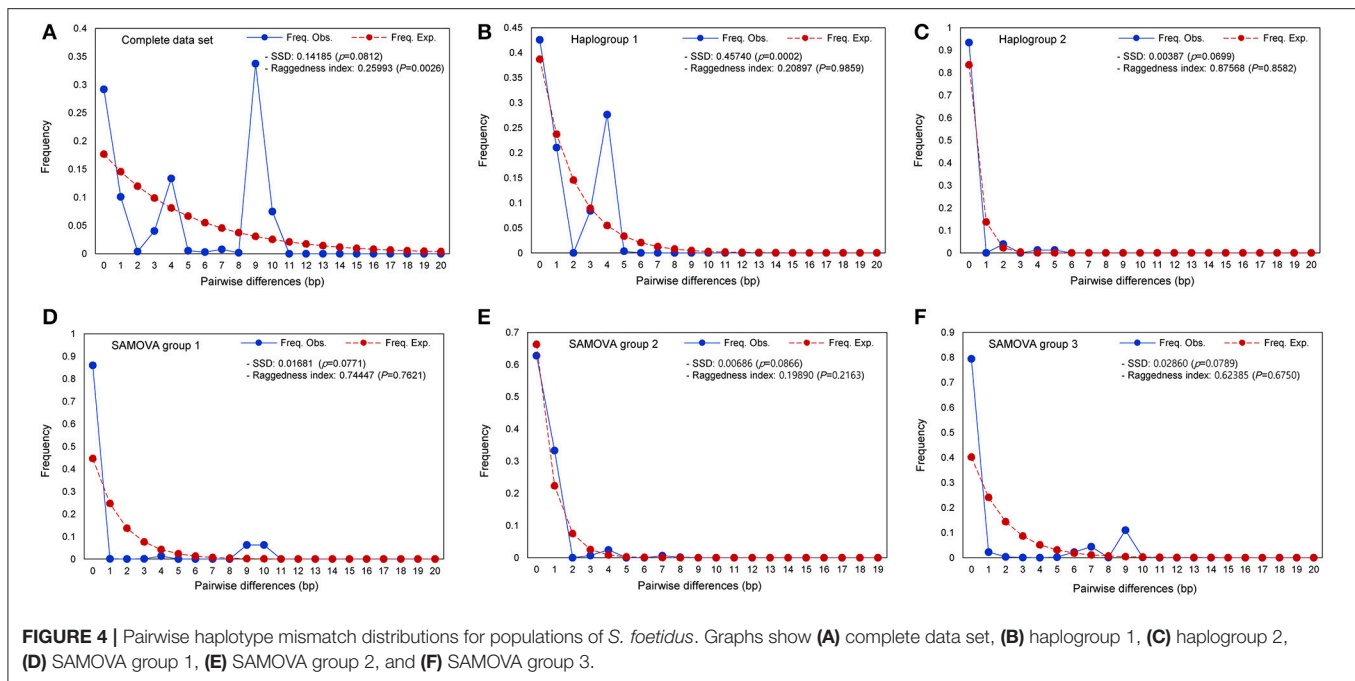 A
Complete data set
Freq. Obs. Freq. Exp.
- SSD: 0.14185 (p=0.0812)
- Raggedness index: 0.25993 (P=0.0026)
0.4
0.35
0.3
0.25
0.2
0.15
0.1
0.05
0
Frequency
0 1 2 3 4 5 6 7 8 9 10 11 12 13 14 15 16 17 18 19 20
Pairwise differences (bp)
B
Haplogroup 1
Freq. Obs. Freq. Exp.
- SSD: 0.45740 (p=0.0002)
- Raggedness index: 0.20897 (P=0.9859)
0.45
0.4
0.35
0.3
0.25
0.2
0.15
0.1
0.05
0
Frequency
0 1 2 3 4 5 6 7 8 9 10 11 12 13 14 15 16 17 18 19 20
Pairwise differences (bp)
C
Haplogroup 2
Freq. Obs. Freq. Exp.
- SSD: 0.00387 (p=0.0699)
- Raggedness index: 0.87568 (P=0.8582)
1
0.9
0.8
0.7
0.6
0.5
0.4
0.3
0.2
0.1
0
Frequency
0 1 2 3 4 5 6 7 8 9 10 11 12 13 14 15 16 17 18 19 20
Pairwise differences (bp)
D
SAMOVA group 1
Freq. Obs. Freq. Exp.
- SSD: 0.01681 (p=0.0771)
- Raggedness index: 0.74447 (P=0.7621)
1
0.9
0.8
0.7
0.6
0.5
0.4
0.3
0.2
0.1
0
Frequency
0 1 2 3 4 5 6 7 8 9 10 11 12 13 14 15 16 17 18 19 20
Pairwise differences (bp)
E
SAMOVA group 2
Freq. Obs. Freq. Exp.
- SSD: 0.00686 (p=0.0866)
- Raggedness index: 0.19890 (P=0.2163)
0.7
0.6
0.5
0.4
0.3
0.2
0.1
0
Frequency
0 1 2 3 4 5 6 7 8 9 10 11 12 13 14 15 16 17 18 19
Pairwise differences (bp)
F
SAMOVA group 3
Freq. Obs. Freq. Exp.
- SSD: 0.02860 (p=0.0789)
- Raggedness index: 0.62385 (P=0.6750)
0.9
0.8
0.7
0.6
0.5
0.4
0.3
0.2
0.1
0
Frequency
0 1 2 3 4 5 6 7 8 9 10 11 12 13 14 15 16 17 18 19 20
Pairwise differences (bp)
FIGURE 4 | Pairwise haplotype mismatch distributions for populations of S. foetidus. Graphs show (A) complete data set, (B) haplogroup 1, (C) haplogroup 2,
(D) SAMOVA group 1, (E) SAMOVA group 2, and (F) SAMOVA group 3.